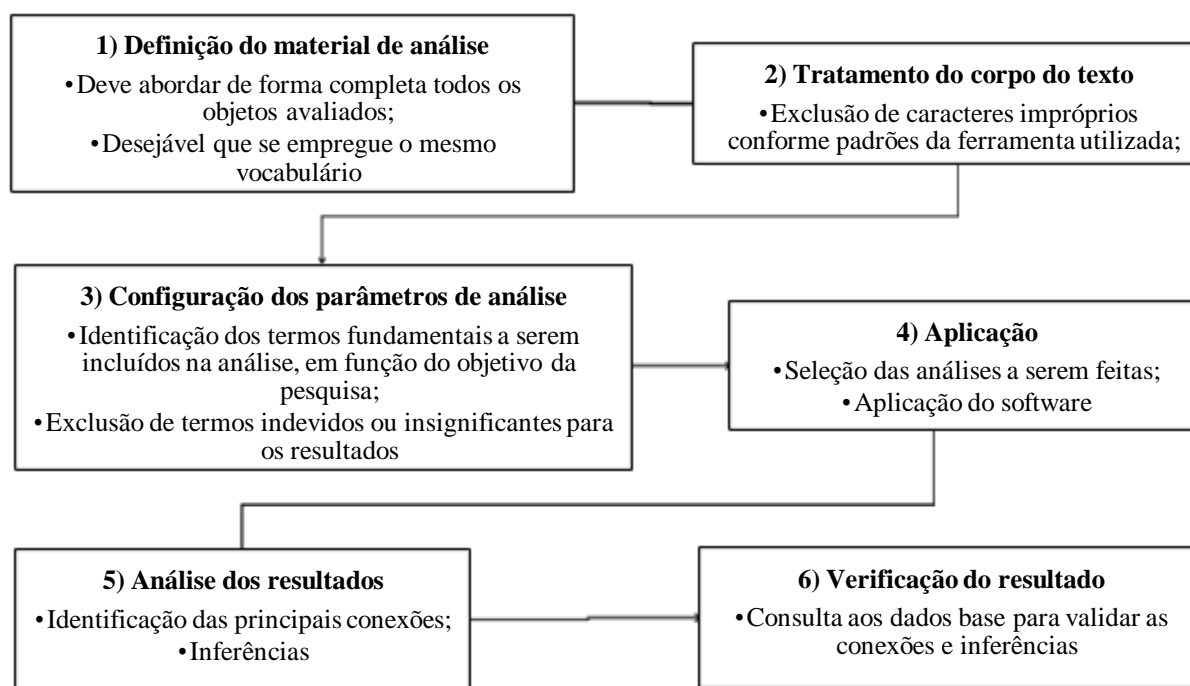 1) Definição do material de análise
•Deve abordar de forma completa todos os
objetos avaliados;
•Desejável que se empregue o mesmo
vocabulário
2) Tratamento do corpo do texto
•Exclusão de caracteres impróprios
conforme padrões da ferramenta utilizada;
3) Configuração dos parâmetros de análise
•Identificação dos termos fundamentais a serem
incluídos na análise, em função do objetivo da
pesquisa;
•Exclusão de termos indevidos ou insignificantes para
os resultados
4) Aplicação
•Seleção das análises a serem feitas;
•Aplicação do software
5) Análise dos resultados
•Identificação das principais conexões;
•Inferências
6) Verificação do resultado
•Consulta aos dados base para validar as
conexões e inferências